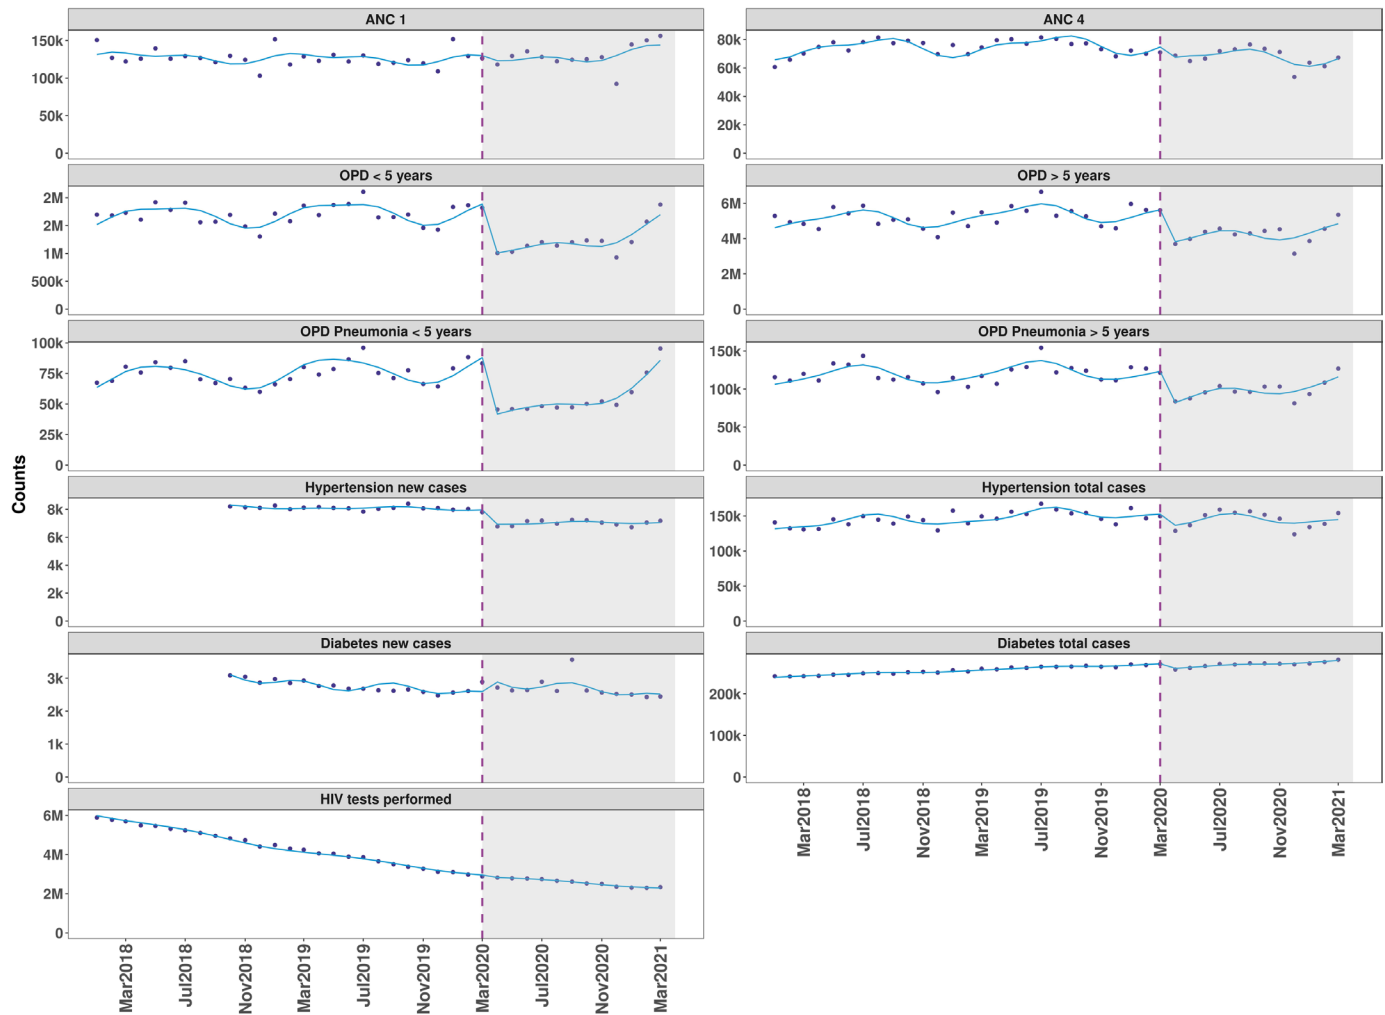 ANC 1
150k
100k
50k
0
ANC 4
80k
60k
40k
20k
0
OPD < 5 years
2M
2M
1M
500k
0
OPD > 5 years
6M
4M
2M
0
OPD Pneumonia < 5 years
100k
75k
50k
25k
0
OPD Pneumonia > 5 years
150k
100k
50k
0
Counts
Hypertension new cases
8k
6k
4k
2k
0
Hypertension total cases
150k
100k
50k
0
Diabetes new cases
3k
2k
1k
0
Diabetes total cases
200k
100k
0
Mar2018
Jul2018
Nov2018
Mar2019
Jul2019
Nov2019
Mar2020
Jul2020
Nov2020
Mar2021
HIV tests performed
6M
4M
2M
0
Mar2018
Jul2018
Nov2018
Mar2019
Jul2019
Nov2019
Mar2020
Jul2020
Nov2020
Mar2021